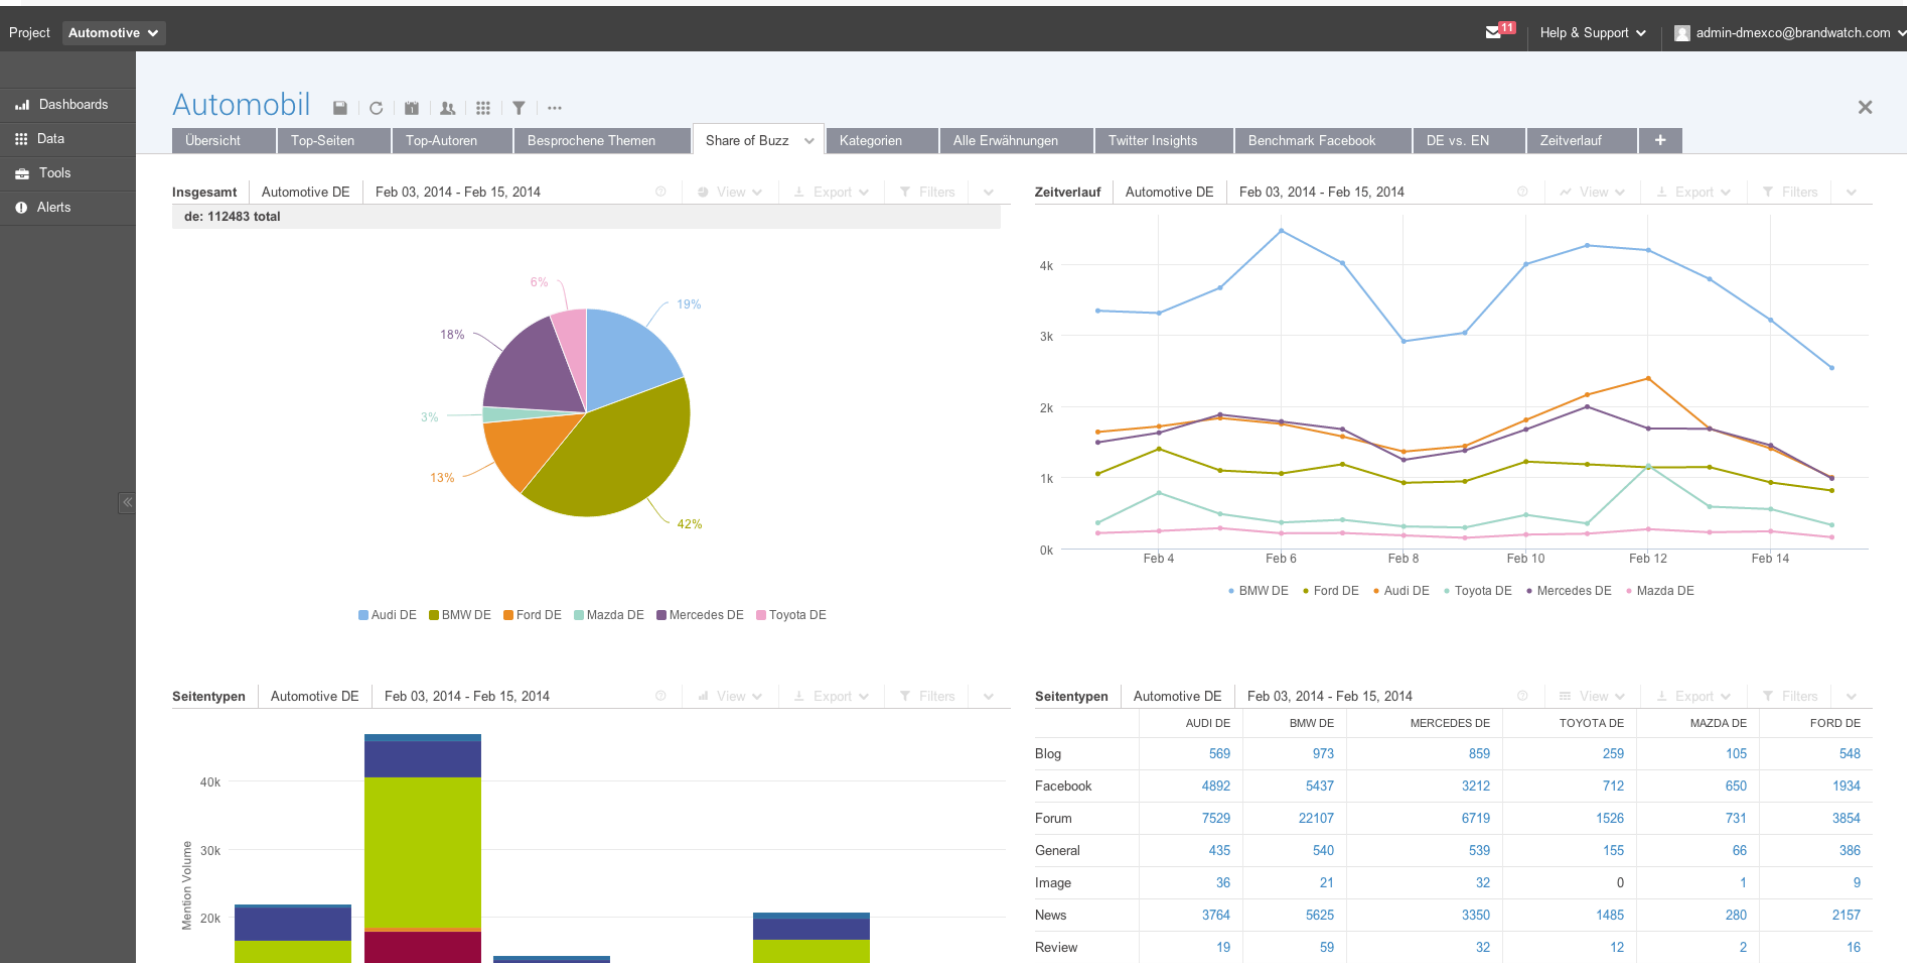 Project Automotive 11 Help & Support admin-dmexco@brandwatch.com
Dashboards
Data
Tools
Alerts
Automobil
Übersicht Top-Seiten Top-Autoren Besprochene Themen Share of Buzz Kategorien Alle Erwähnungen Twitter Insights Benchmark Facebook DE vs. EN Zeitverlauf +
Insgesamt Automotive DE Feb 03, 2014 - Feb 15, 2014 View Export Filters
de: 112483 total
6%
19%
18%
3%
13%
42%
Audi DE BMW DE Ford DE Mazda DE Mercedes DE Toyota DE
Zeitverlauf Automotive DE Feb 03, 2014 - Feb 15, 2014 View Export Filters
4k
3k
2k
1k
0k
Feb 4 Feb 6 Feb 8 Feb 10 Feb 12 Feb 14
BMW DE Ford DE Audi DE Toyota DE Mercedes DE Mazda DE
Seitentypen Automotive DE Feb 03, 2014 - Feb 15, 2014 View Export Filters
Mention Volume
40k
30k
20k
Seitentypen Automotive DE Feb 03, 2014 - Feb 15, 2014 View Export Filters
AUDI DE BMW DE MERCEDES DE TOYOTA DE MAZDA DE FORD DE
Blog 569 973 859 259 105 548
Facebook 4892 5437 3212 712 650 1934
Forum 7529 22107 6719 1526 731 3854
General 435 540 539 155 66 386
Image 36 21 32 0 1 9
News 3764 5625 3350 1485 280 2157
Review 19 59 32 12 2 16